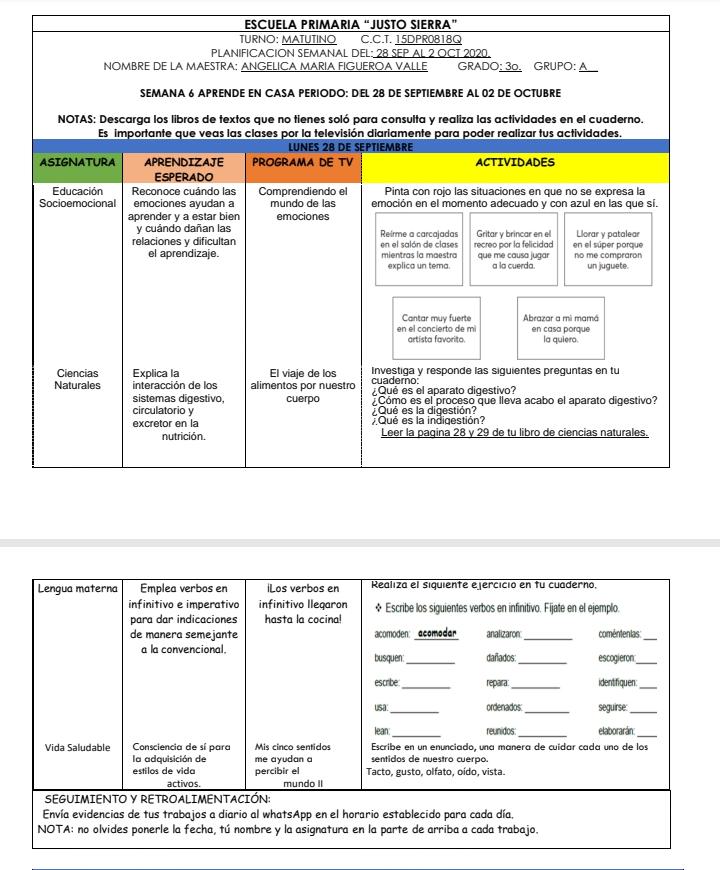 ESCUELA PRIMARIA “JUSTO SIERRA”
TURNO: MATUTINO C.C.T. 15DPR0818Q
PLANIFICACION SEMANAL DEL: 28 SEP AL 2 OCT 2020.
NOMBRE DE LA MAESTRA: ANGELICA MARIA FIGUEROA VALLE GRADO: 3o. GRUPO: A__
SEMANA 6 APRENDE EN CASA PERIODO: DEL 28 DE SEPTIEMBRE AL 02 DE OCTUBRE
NOTAS: Descarga los libros de textos que no tienes soló para consulta y realiza las actividades en el cuaderno.
Es importante que veas las clases por la televisión diariamente para poder realizar tus actividades.
LUNES 28 DE SEPTIEMBRE
ASIGNATURA
APRENDIZAJE
ESPERADO
PROGRAMA DE TV
ACTIVIDADES
Educación
Socioemocional
Reconoce cuándo las
emociones ayudan a
aprender y a estar bien
y cuándo dañan las
relaciones y dificultan
el aprendizaje.
Comprendiendo el
mundo de las
emociones
Pinta con rojo las situaciones en que no se expresa la
emoción en el momento adecuado y con azul en las que sí.
Reírme a carcajadas
en el salón de clases
mientras la maestra
explica un tema.
Gritar y brincar en el
recreo por la felicidad
que me causa jugar
a la cuerda.
Llorar y patalear
en el súper porque
no me compraron
un juguete.
Cantar muy fuerte
en el concierto de mi
artista favorito.
Abrazar a mi mamá
en casa porque
la quiero.
Ciencias
Naturales
Explica la
interacción de los
sistemas digestivo,
circulatorio y
excretor en la
nutrición.
El viaje de los
alimentos por nuestro
cuerpo
Investiga y responde las siguientes preguntas en tu
cuaderno:
¿Qué es el aparato digestivo?
¿Cómo es el proceso que lleva acabo el aparato digestivo?
¿Qué es la digestión?
¿Qué es la indigestión?
Leer la pagina 28 y 29 de tu libro de ciencias naturales.
Lengua materna
Emplea verbos en
infinitivo e imperativo
para dar indicaciones
de manera semejante
a la convencional.
¡Los verbos en
infinitivo llegaron
hasta la cocina!
Realiza el siguiente ejercicio en tu cuaderno.
❖ Escribe los siguientes verbos en infinitivo. Fíjate en el ejemplo.
acomoden: acomodar analizaron: ________ coméntenlas: __
busquen: ________ dañados: ________ escogieron: ___
escribe: ________ repara: ________ identifiquen: ___
usa: ________ ordenados: ________ seguirse: ____
lean: ________ reunidos: ________ elaborarán: ___
Vida Saludable
Consciencia de sí para
la adquisición de
estilos de vida
activos.
Mis cinco sentidos
me ayudan a
percibir el
mundo II
Escribe en un enunciado, una manera de cuidar cada uno de los
sentidos de nuestro cuerpo.
Tacto, gusto, olfato, oído, vista.
SEGUIMIENTO Y RETROALIMENTACIÓN:
Envía evidencias de tus trabajos a diario al whatsApp en el horario establecido para cada día.
NOTA: no olvides ponerle la fecha, tú nombre y la asignatura en la parte de arriba a cada trabajo.